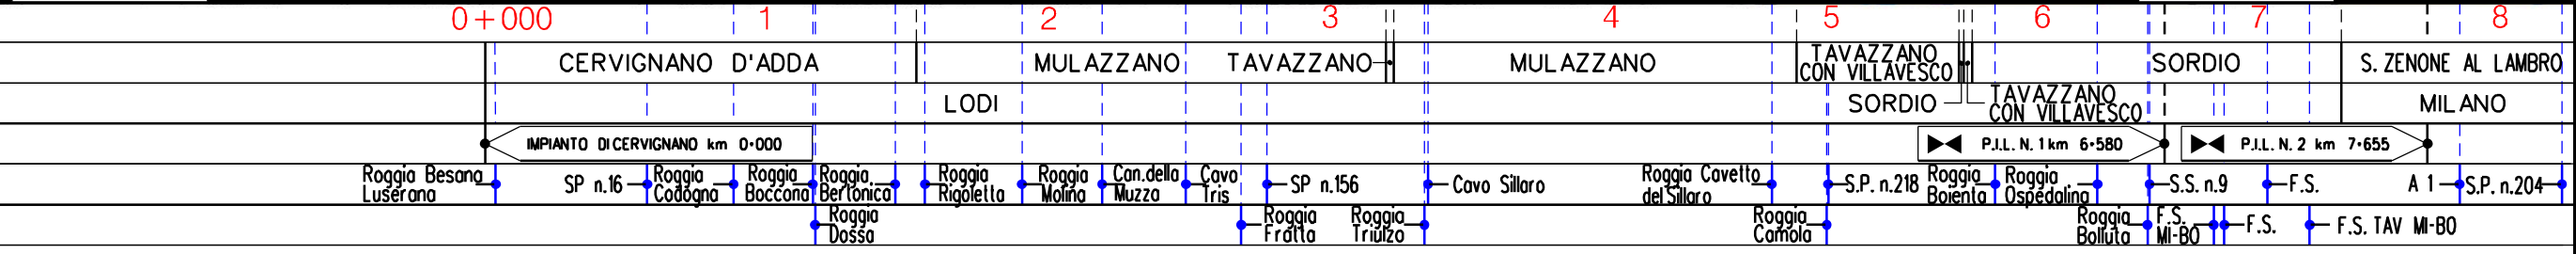 0+000 1 2 3 4 5 6 7 8
CERVIGNANO D'ADDA MULAZZANO TAVAZZANO MULAZZANO TAVAZZANO CON VILLAVESCO SORDIO S. ZENONE AL LAMBRO
LODI SORDIO TAVAZZANO CON VILLAVESCO MILANO
IMPIANTO DI CERVIGNANO km 0+000 P.I.L. N. 1 km 6+580 P.I.L. N. 2 km 7+655
Roggia Besana Luserana
SP n.16
Roggia Codogna
Roggia Boccona
Roggia Bertonica
Roggia Rigoletta
Roggia Molina
Can.della Muzza
Cavo Tris
SP n.156
Cavo Sillaro
Roggia Cavetto del Sillaro
S.P. n.218
Roggia Boienta
Roggia Ospedalina
S.S. n.9
F.S.
A 1
S.P. n.204
Roggia Dossa
Roggia Fratta
Roggia Triulzo
Roggia Camola
Roggia Bolluta
F.S. MI-BO
F.S.
F.S. TAV MI-BO